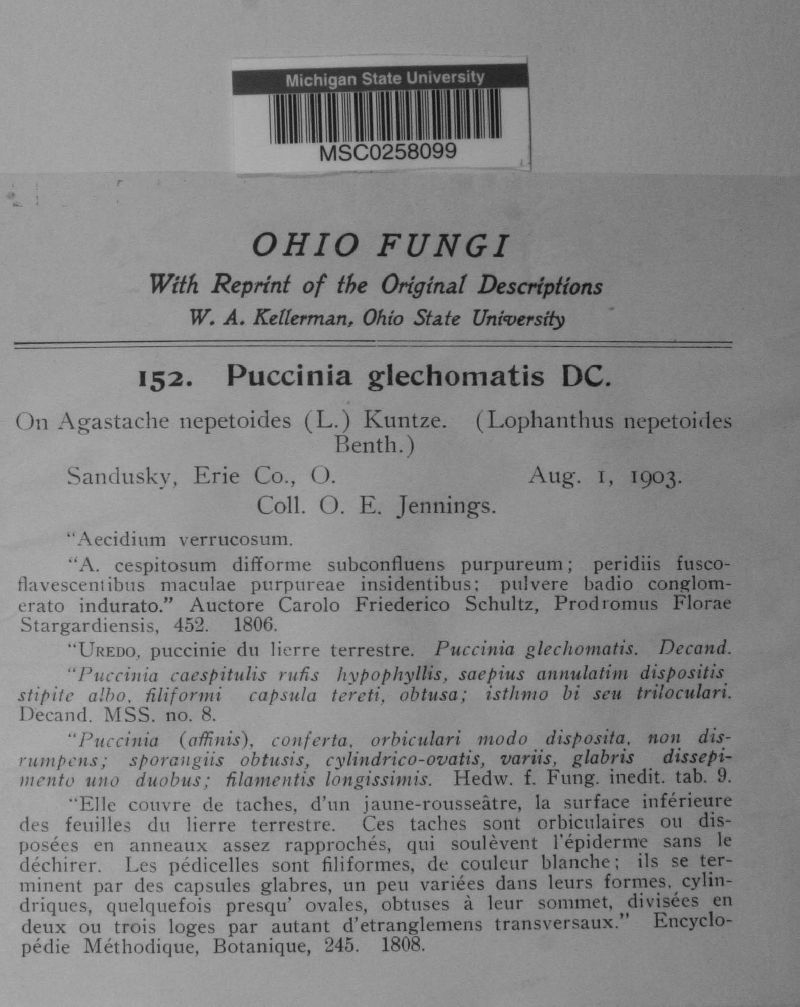 Michigan State University
MSC0258099
OHIO FUNGI
With Reprint of the Original Descriptions
W. A. Kellerman, Ohio State University
152. Puccinia glechomatis DC.
On Agastache nepetoides (L.) Kuntze. (Lophanthus nepetoides
Benth.)
Sandusky, Erie Co., O. Aug. 1, 1903.
Coll. O. E. Jennings.
"Aecidium verrucosum.
"A. cespitosum difforme subconfluens purpureum; peridiis fusco-
flavescentibus maculae purpureae insidentibus; pulvere badio conglom-
erato indurato." Auctore Carolo Friederico Schultz, Prodromus Florae
Stargardiensis, 452. 1806.
"UREDO, puccinie du lierre terrestre. Puccinia glechomatis. Decand.
"Puccinia caespitulis rufis hypophyllis, saepius annulatim dispositis
stipite albo, filiformi capsula tereti, obtusa; isthmo bi seu triloculari.
Decand. MSS. no. 8.
"Puccinia (affinis), conferta, orbiculari modo disposita, non dis-
rumpens; sporangiis obtusis, cylindrico-ovatis, variis, glabris dissepi-
mento uno duobus; filamentis longissimis. Hedw. f. Fung. inedit. tab. 9.
"Elle couvre de taches, d'un jaune-rousseâtre, la surface inférieure
des feuilles du lierre terrestre. Ces taches sont orbiculaires ou dis-
posées en anneaux assez rapprochés, qui soulèvent l'épiderme sans le
déchirer. Les pédicelles sont filiformes, de couleur blanche; ils se ter-
minent par des capsules glabres, un peu variées dans leurs formes, cylin-
driques, quelquefois presqu' ovales, obtuses à leur sommet, divisées en
deux ou trois loges par autant d'etranglemens transversaux." Encyclo-
pédie Méthodique, Botanique, 245. 1808.